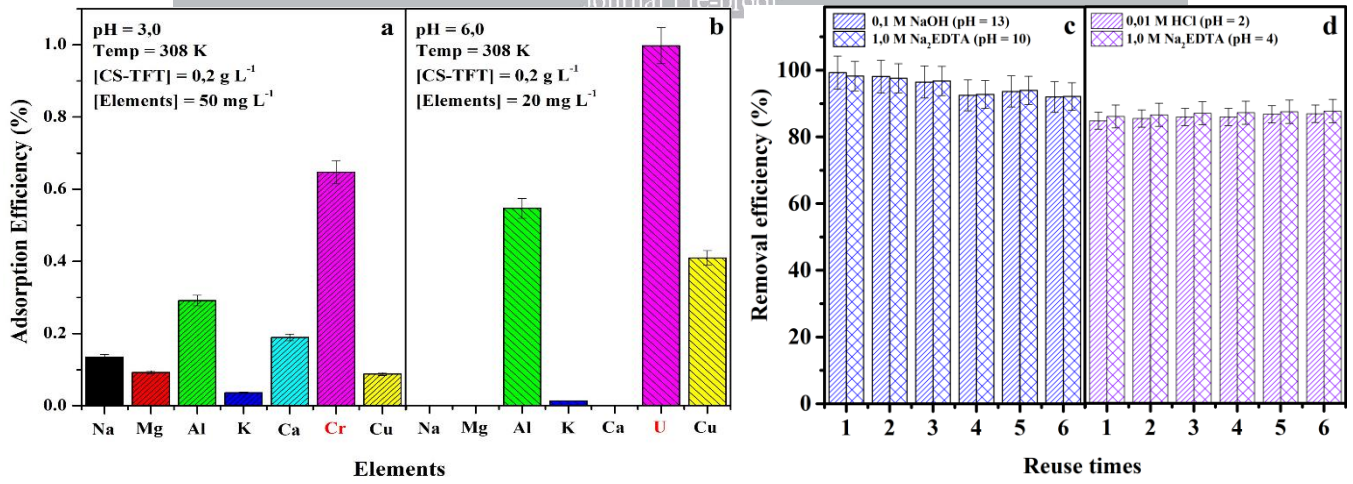 Journal Pre-proof
pH = 3,0
Temp = 308 K
[CS-TFT] = 0,2 g L⁻¹
[Elements] = 50 mg L⁻¹
a
pH = 6,0
Temp = 308 K
[CS-TFT] = 0,2 g L⁻¹
[Elements] = 20 mg L⁻¹
b
Adsorption Efficiency (%)
1.0
0.8
0.6
0.4
0.2
0.0
Na Mg Al K Ca Cr Cu Na Mg Al K Ca U Cu
Elements
c
0,1 M NaOH (pH = 13)
1,0 M Na₂EDTA (pH = 10)
d
0,01 M HCl (pH = 2)
1,0 M Na₂EDTA (pH = 4)
Removal efficiency (%)
100
80
60
40
20
0
1 2 3 4 5 6 1 2 3 4 5 6
Reuse times